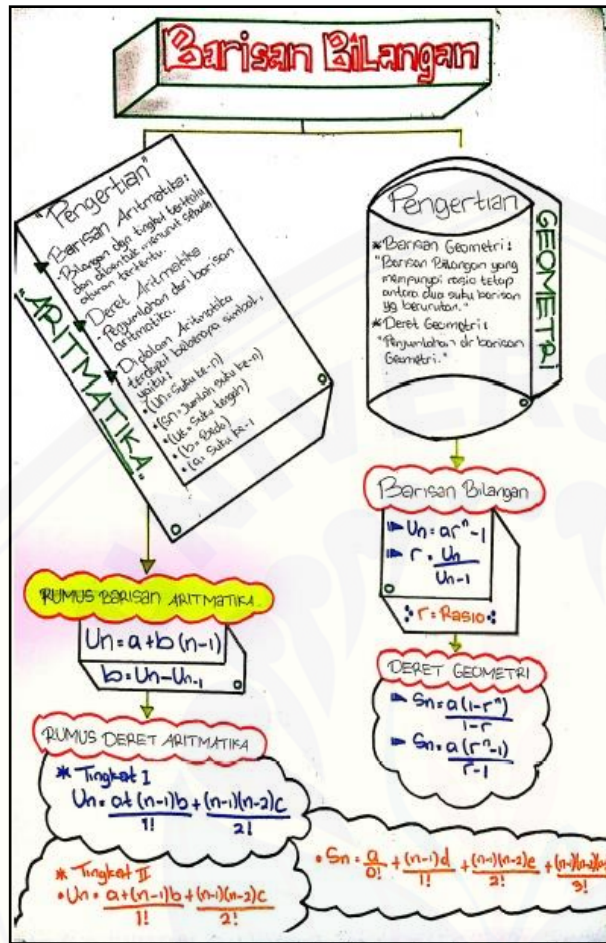 Barisan Bilangan
"Pengertian"
Barisan Aritmatika:
• Bilangan dgn tingkat tertentu
dan dibentuk menurut sebuah
aturan tertentu.
Deret Aritmatika
• Penjumlahan dari barisan
aritmatika.
Didalam Aritmatika
terdapat beberapa simbol,
yaitu:
• (Un = Suku ke-n)
• (Sn = Jumlah suku ke-n)
• (Ut = Suku tengah)
• (b = Beda)
• (a = Suku ke-1
"ARITMATIKA"
RUMUS BARISAN ARITMATIKA
Un = a + b (n-1)
b = Un - Un-1
RUMUS DERET ARITMATIKA
* Tingkat I
Un = a + (n-1)b / 1! + (n-1)(n-2)c / 2!
* Tingkat II
• Un = a + (n-1)b / 1! + (n-1)(n-2)c / 2!
Pengertian
* Barisan Geometri:
"Barisan Bilangan yang
mempunyai rasio tetap
antara dua suku barisan
yg berurutan."
* Deret Geometri:
"Penjumlahan dr barisan
Geometri."
GEOMETRI
Barisan Bilangan
Un = ar^n - 1
r = Un / Un-1
r = Rasio
DERET GEOMETRI
Sn = a(1 - r^n) / 1 - r
Sn = a(r^n - 1) / r - 1
• Sn = a / 0! + (n-1)d / 1! + (n-1)(n-2)e / 2! + (n-1)(n-2)(n- / 3!